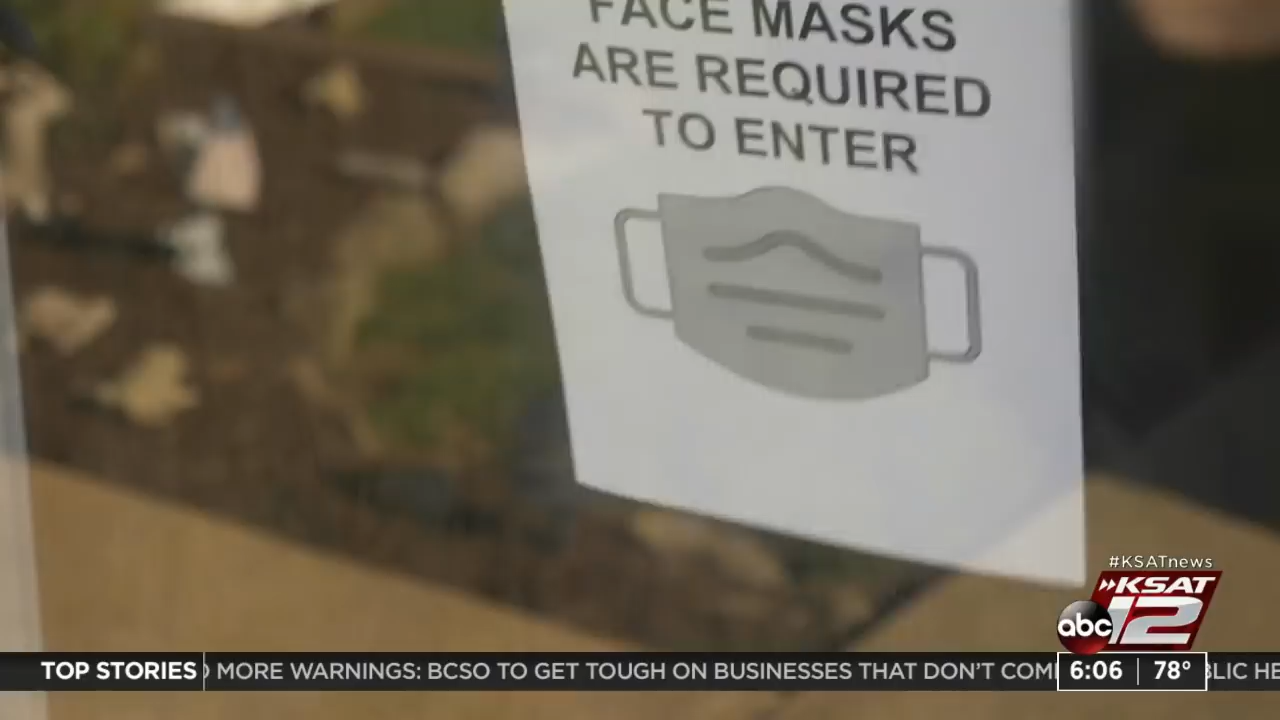 FACE MASKS
ARE REQUIRED
TO ENTER
#KSATnews
KSAT
abc 12
TOP STORIES MORE WARNINGS: BCSO TO GET TOUGH ON BUSINESSES THAT DON'T 6:06 78°